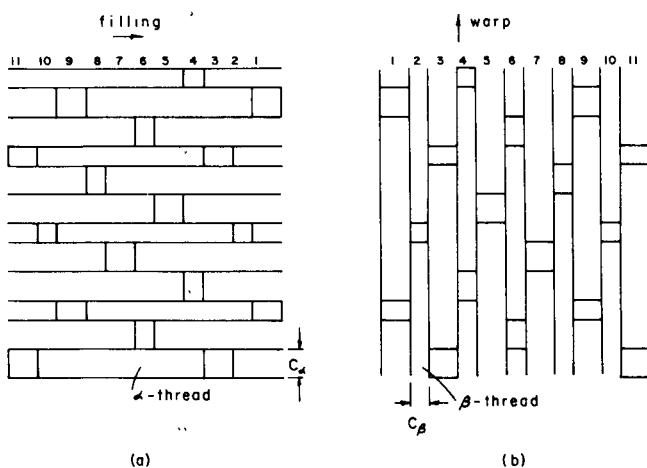 filling
11 10 9 8 7 6 5 4 3 2 1
Cα
α-thread
(a)
warp
1 2 3 4 5 6 7 8 9 10 11
β-thread
Cβ
(b)